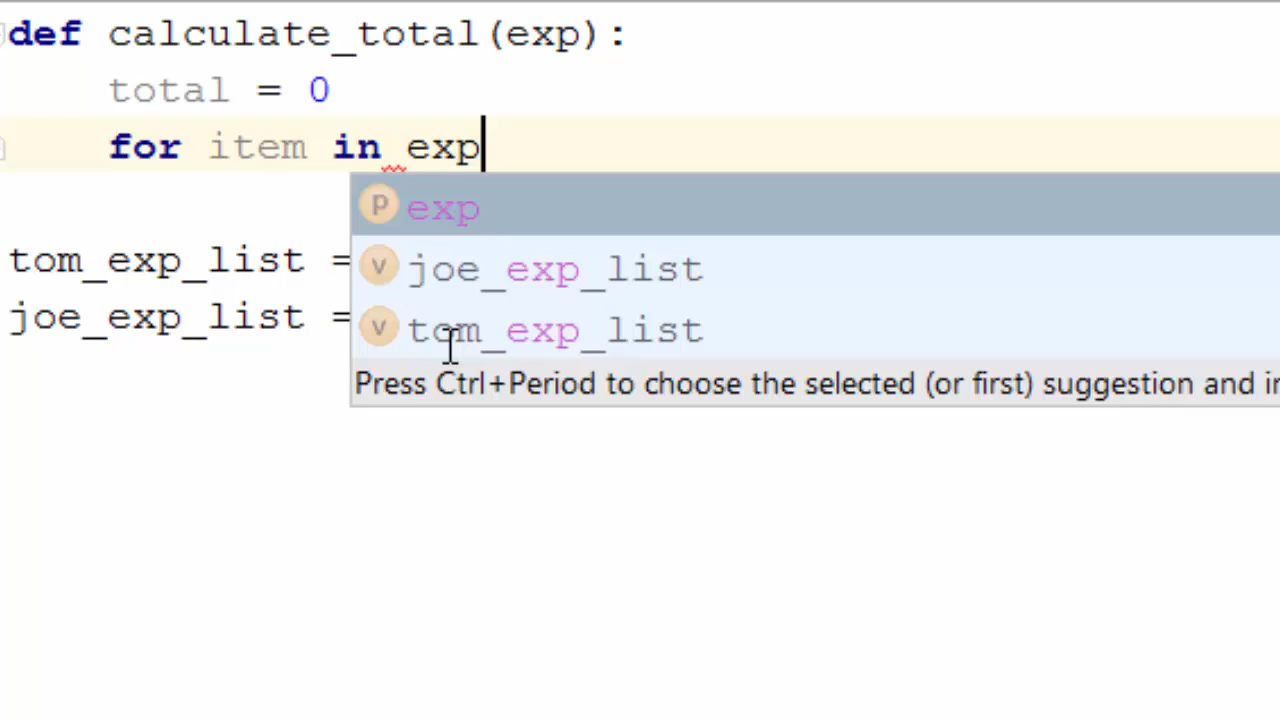 def calculate_total(exp):
total = 0
for item in exp
p exp
tom_exp_list =
v joe_exp_list
joe_exp_list =
v tom_exp_list
Press Ctrl+Period to choose the selected (or first) suggestion and